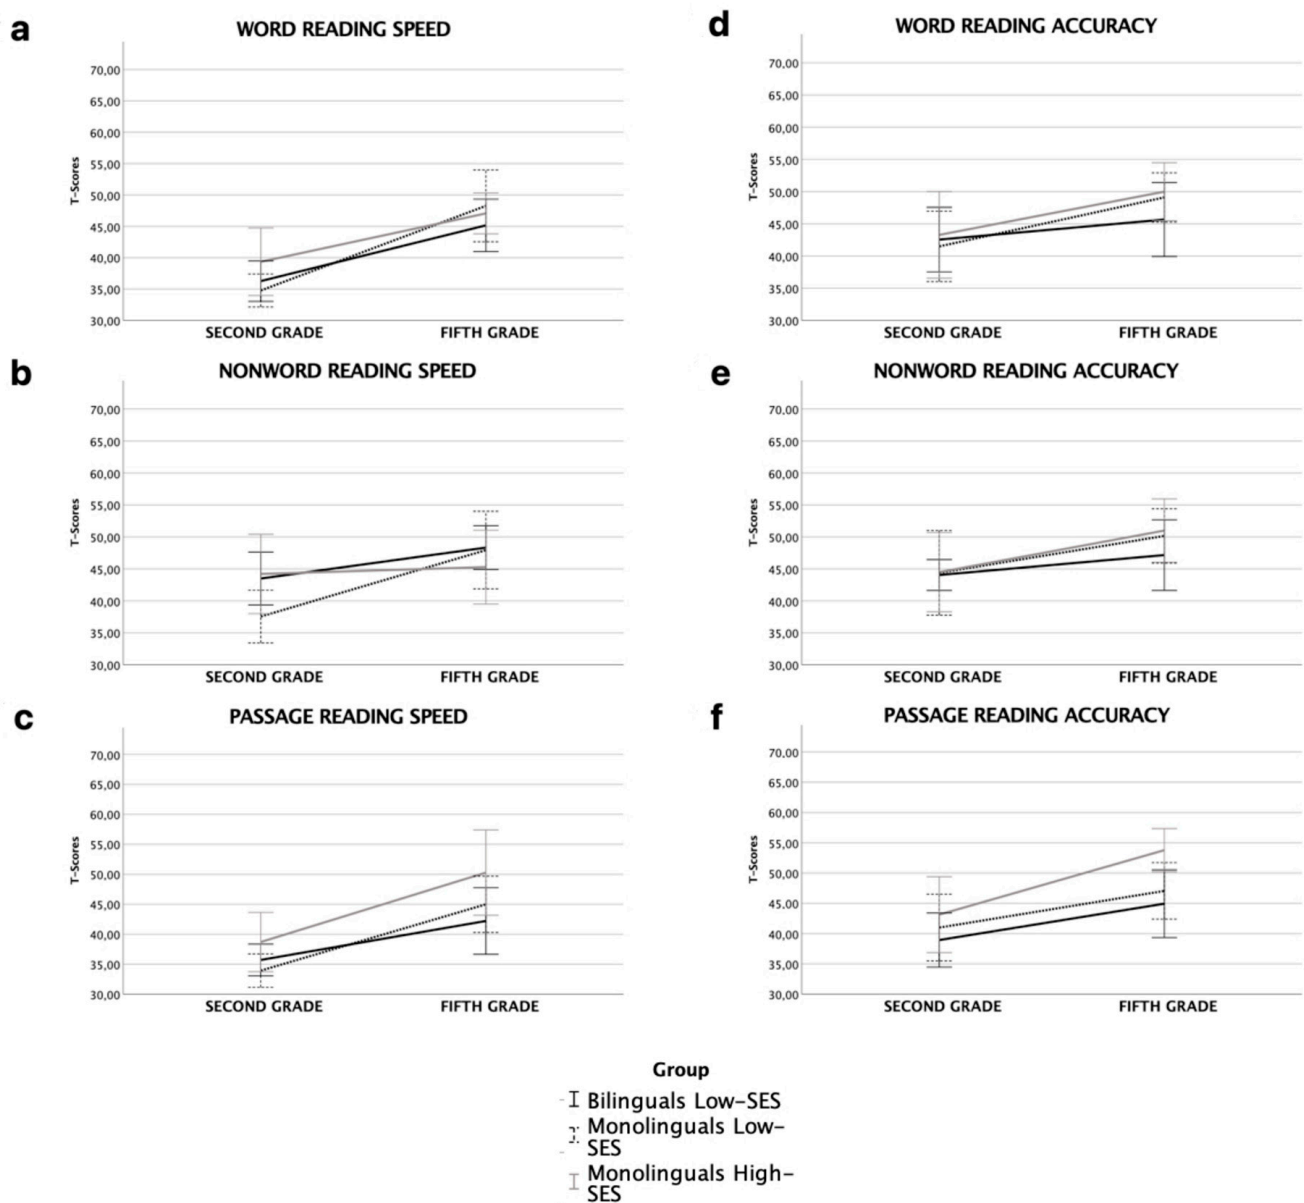 a
WORD READING SPEED
T-Scores
70,00
65,00
60,00
55,00
50,00
45,00
40,00
35,00
30,00
SECOND GRADE
FIFTH GRADE
d
WORD READING ACCURACY
T-Scores
70,00
65,00
60,00
55,00
50,00
45,00
40,00
35,00
30,00
SECOND GRADE
FIFTH GRADE
b
NONWORD READING SPEED
T-Scores
70,00
65,00
60,00
55,00
50,00
45,00
40,00
35,00
30,00
SECOND GRADE
FIFTH GRADE
e
NONWORD READING ACCURACY
T-Scores
70,00
65,00
60,00
55,00
50,00
45,00
40,00
35,00
30,00
SECOND GRADE
FIFTH GRADE
c
PASSAGE READING SPEED
T-Scores
70,00
65,00
60,00
55,00
50,00
45,00
40,00
35,00
30,00
SECOND GRADE
FIFTH GRADE
f
PASSAGE READING ACCURACY
T-Scores
70,00
65,00
60,00
55,00
50,00
45,00
40,00
35,00
30,00
SECOND GRADE
FIFTH GRADE
Group
Bilinguals Low-SES
Monolinguals Low-
SES
Monolinguals High-
SES